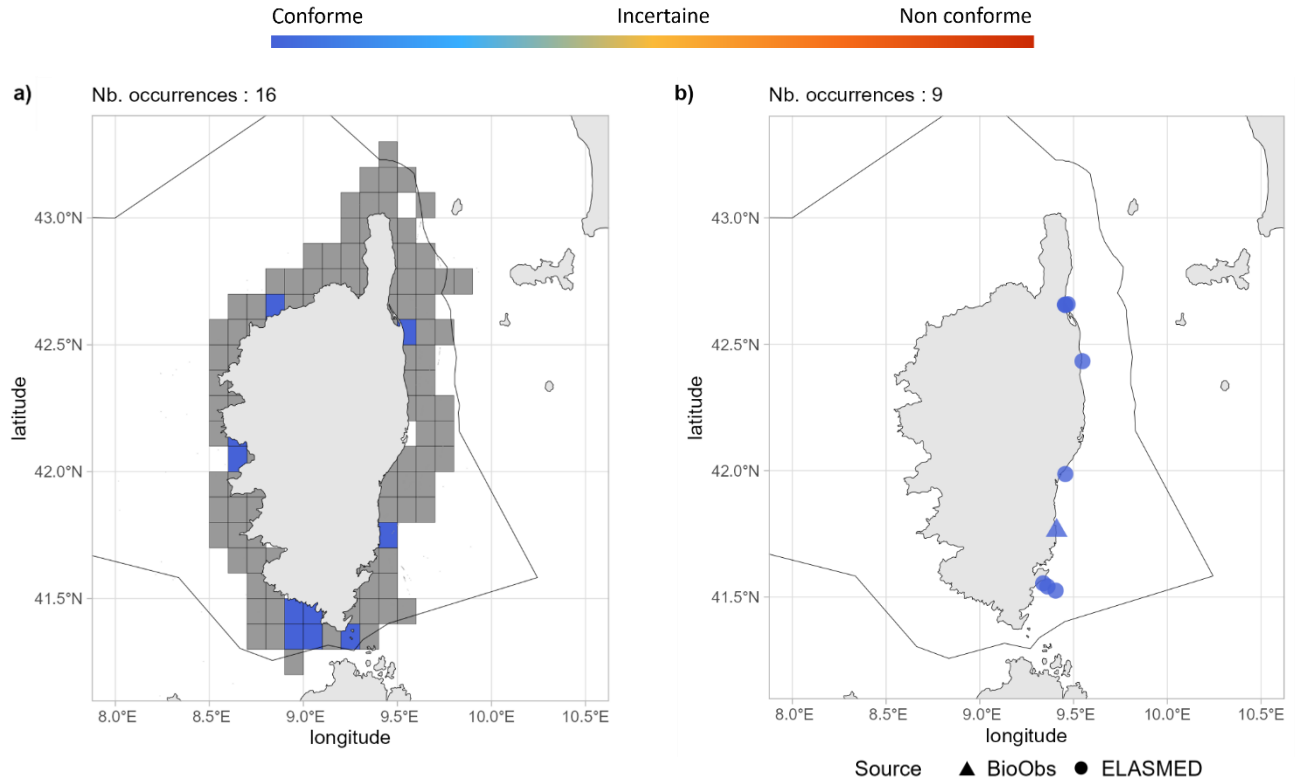 Conforme Incertaine Non conforme
a) Nb. occurrences : 16
43.0°N
42.5°N
42.0°N
41.5°N
latitude
8.0°E 8.5°E 9.0°E 9.5°E 10.0°E 10.5°E
longitude
b) Nb. occurrences : 9
43.0°N
42.5°N
42.0°N
41.5°N
latitude
8.0°E 8.5°E 9.0°E 9.5°E 10.0°E 10.5°E
longitude
Source BioObs ELASMED